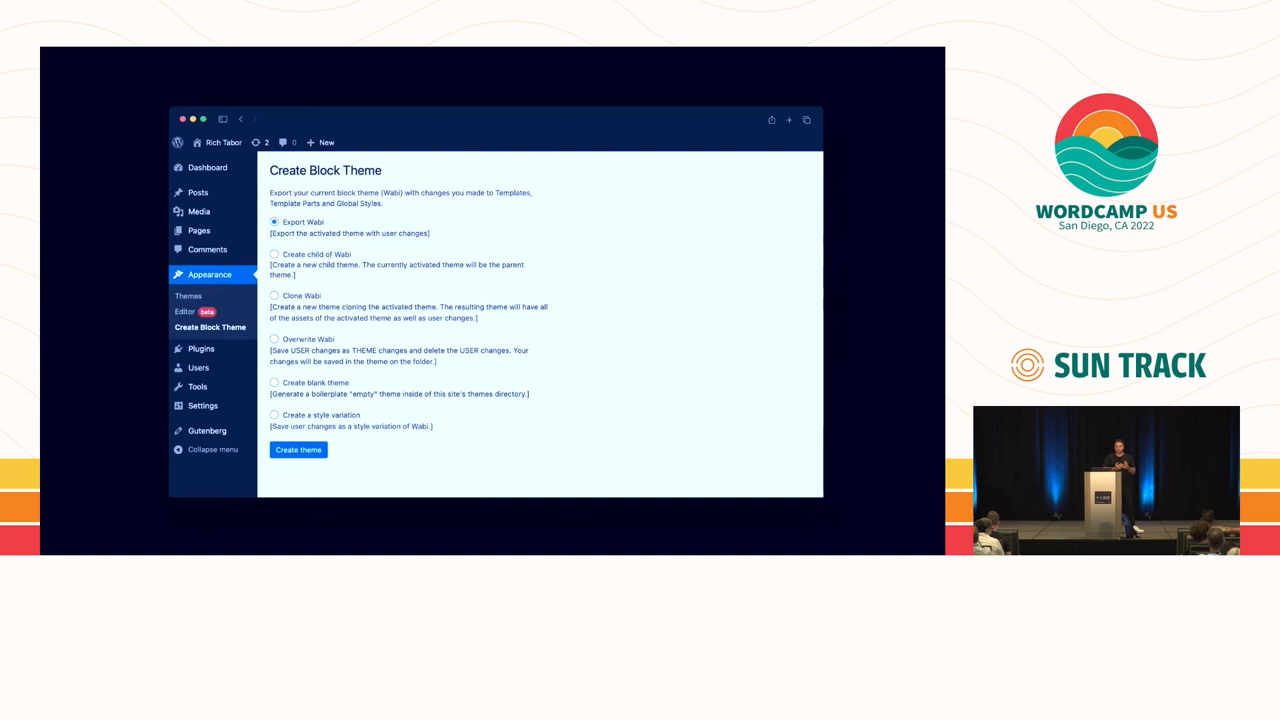 Rich Tabor
2
0
New
Dashboard
Posts
Media
Pages
Comments
Appearance
Themes
Editor beta
Create Block Theme
Plugins
Users
Tools
Settings
Gutenberg
Collapse menu
Create Block Theme
Export your current block theme (Wabi) with changes you made to Templates,
Template Parts and Global Styles.
Export Wabi
[Export the activated theme with user changes]
Create child of Wabi
[Create a new child theme. The currently activated theme will be the parent
theme.]
Clone Wabi
[Create a new theme cloning the activated theme. The resulting theme will have all
of the assets of the activated theme as well as user changes.]
Overwrite Wabi
[Save USER changes as THEME changes and delete the USER changes. Your
changes will be saved in the theme on the folder.]
Create blank theme
[Generate a boilerplate "empty" theme inside of this site's themes directory.]
Create a style variation
[Save user changes as a style variation of Wabi.]
Create theme
WORDCAMP US
San Diego, CA 2022
SUN TRACK